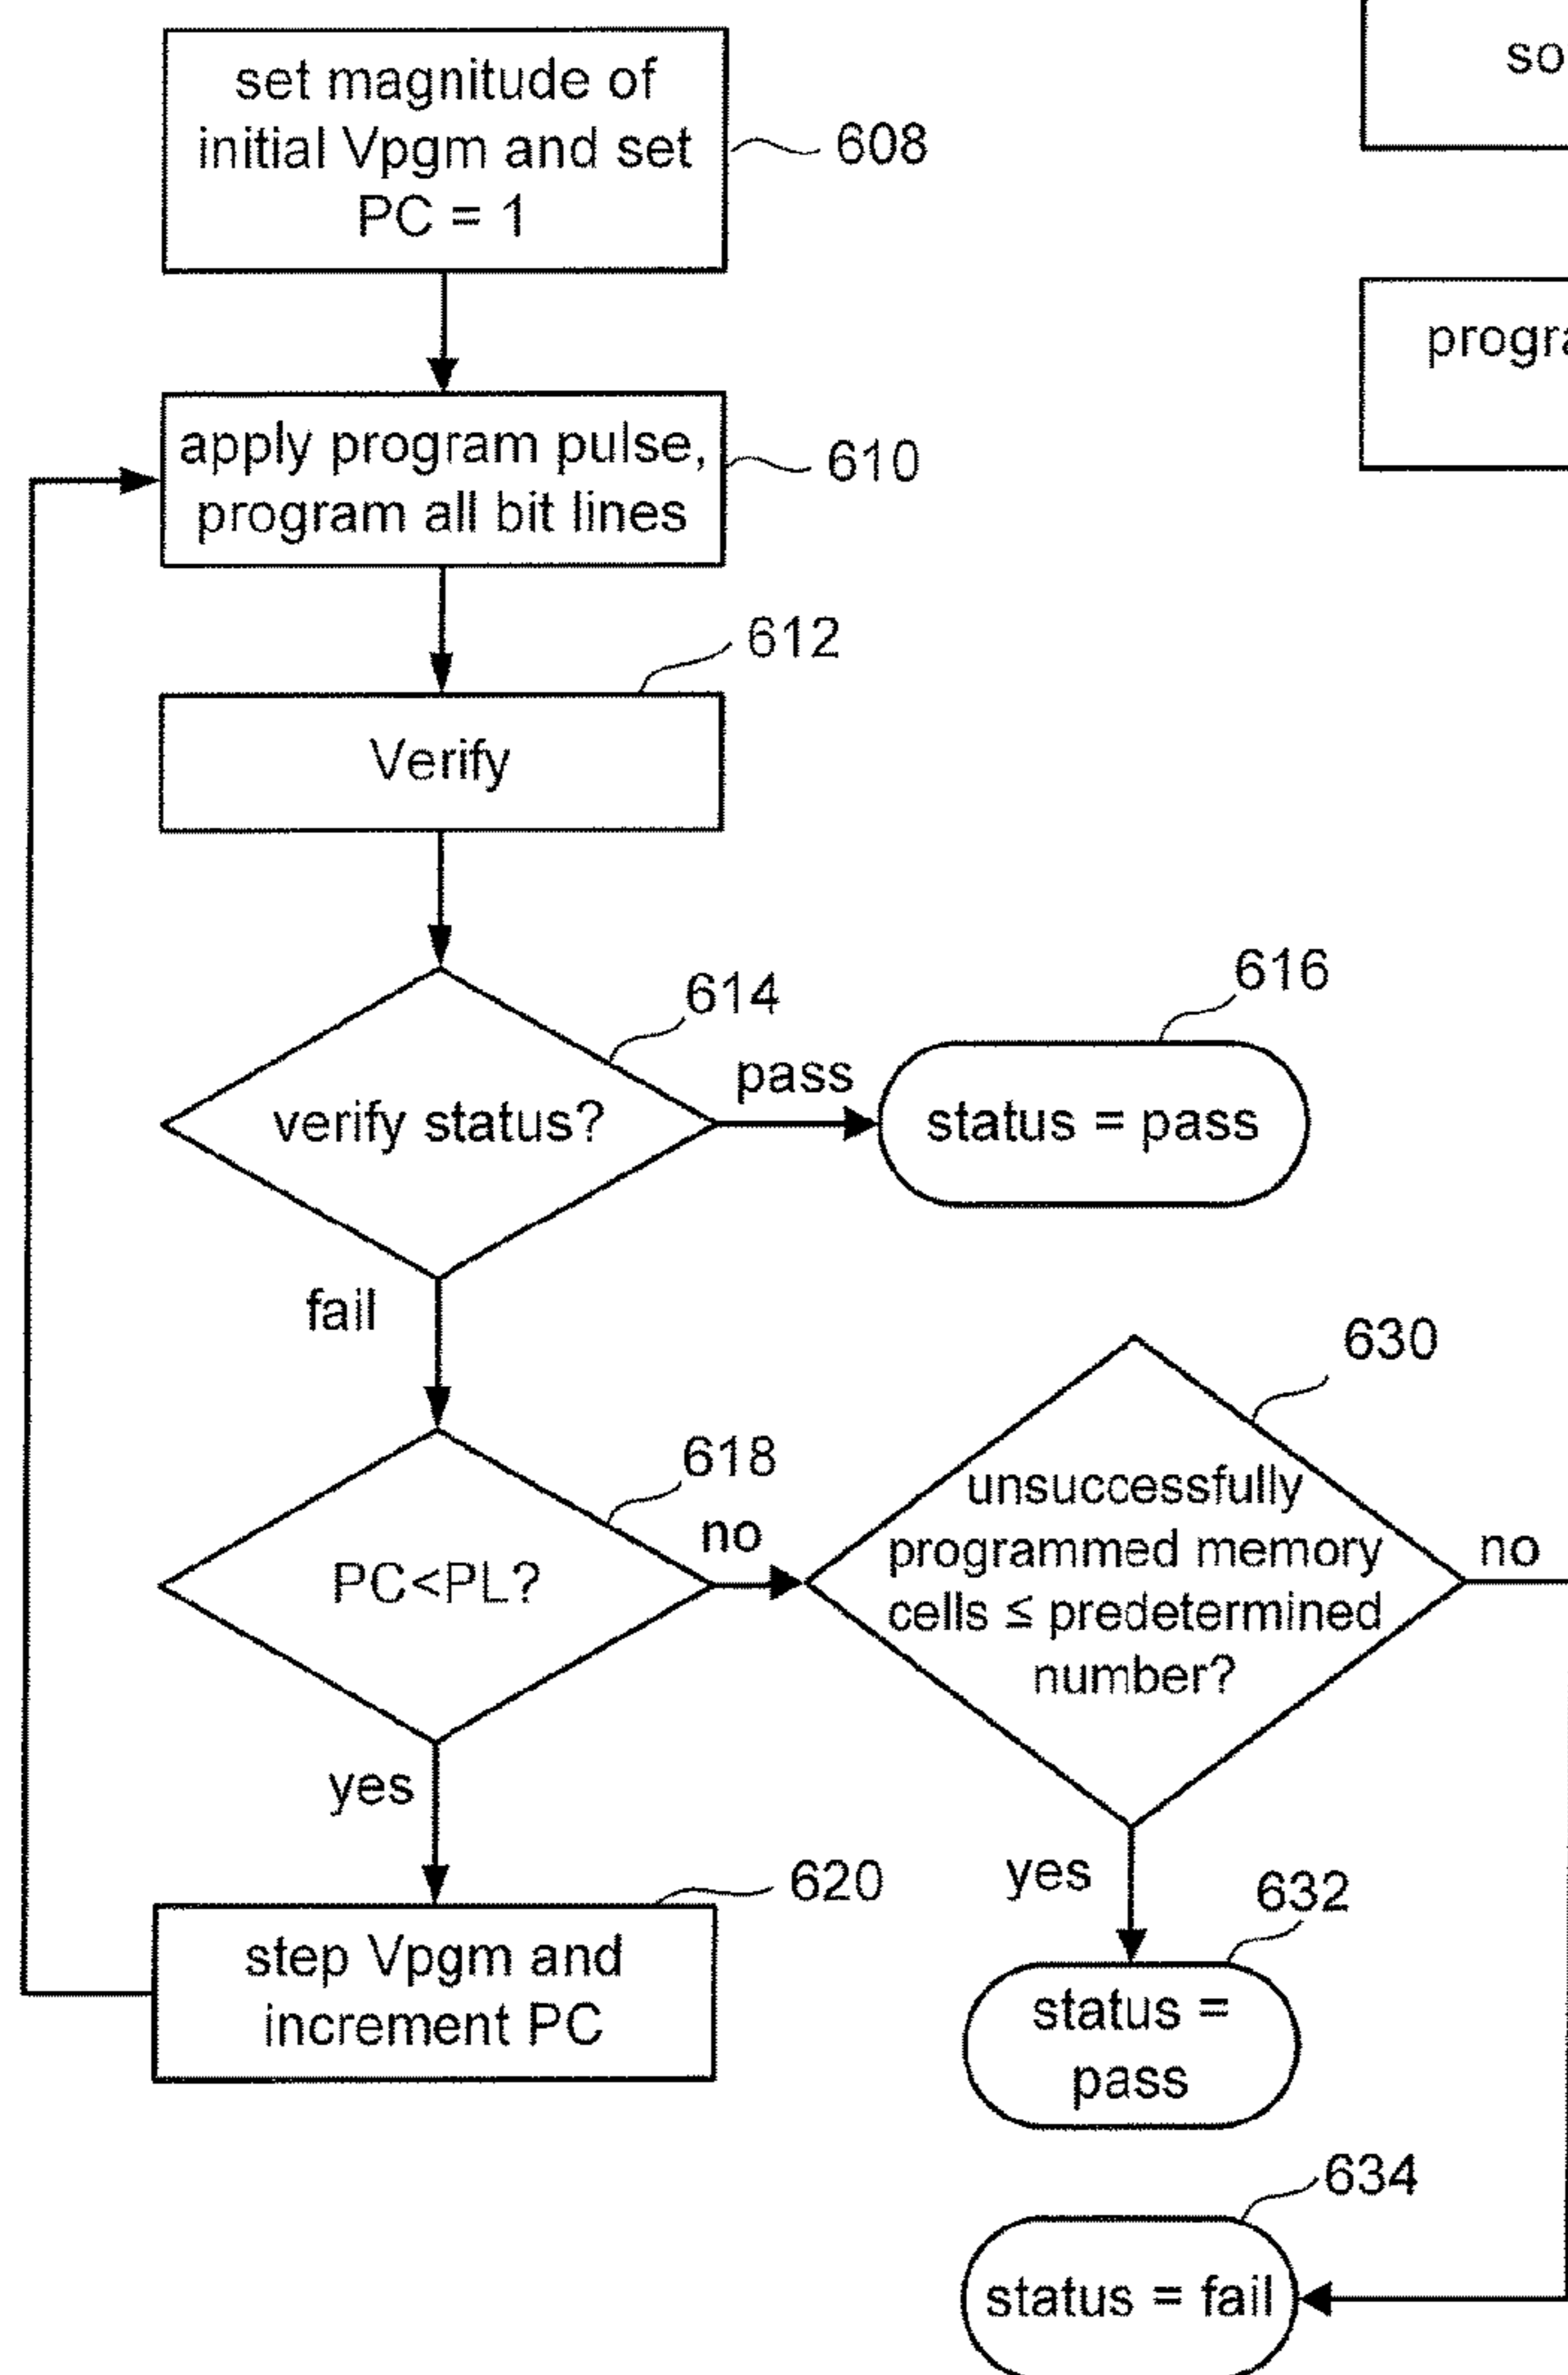 set magnitude of
initial Vpgm and set
PC = 1
608
apply program pulse,
program all bit lines
610
612
Verify
614
verify status?
pass
616
status = pass
fail
618
PC<PL?
no
630
unsuccessfully
programmed memory
cells ≤ predetermined
number?
no
yes
620
step Vpgm and
increment PC
yes
632
status =
pass
634
status = fail
so